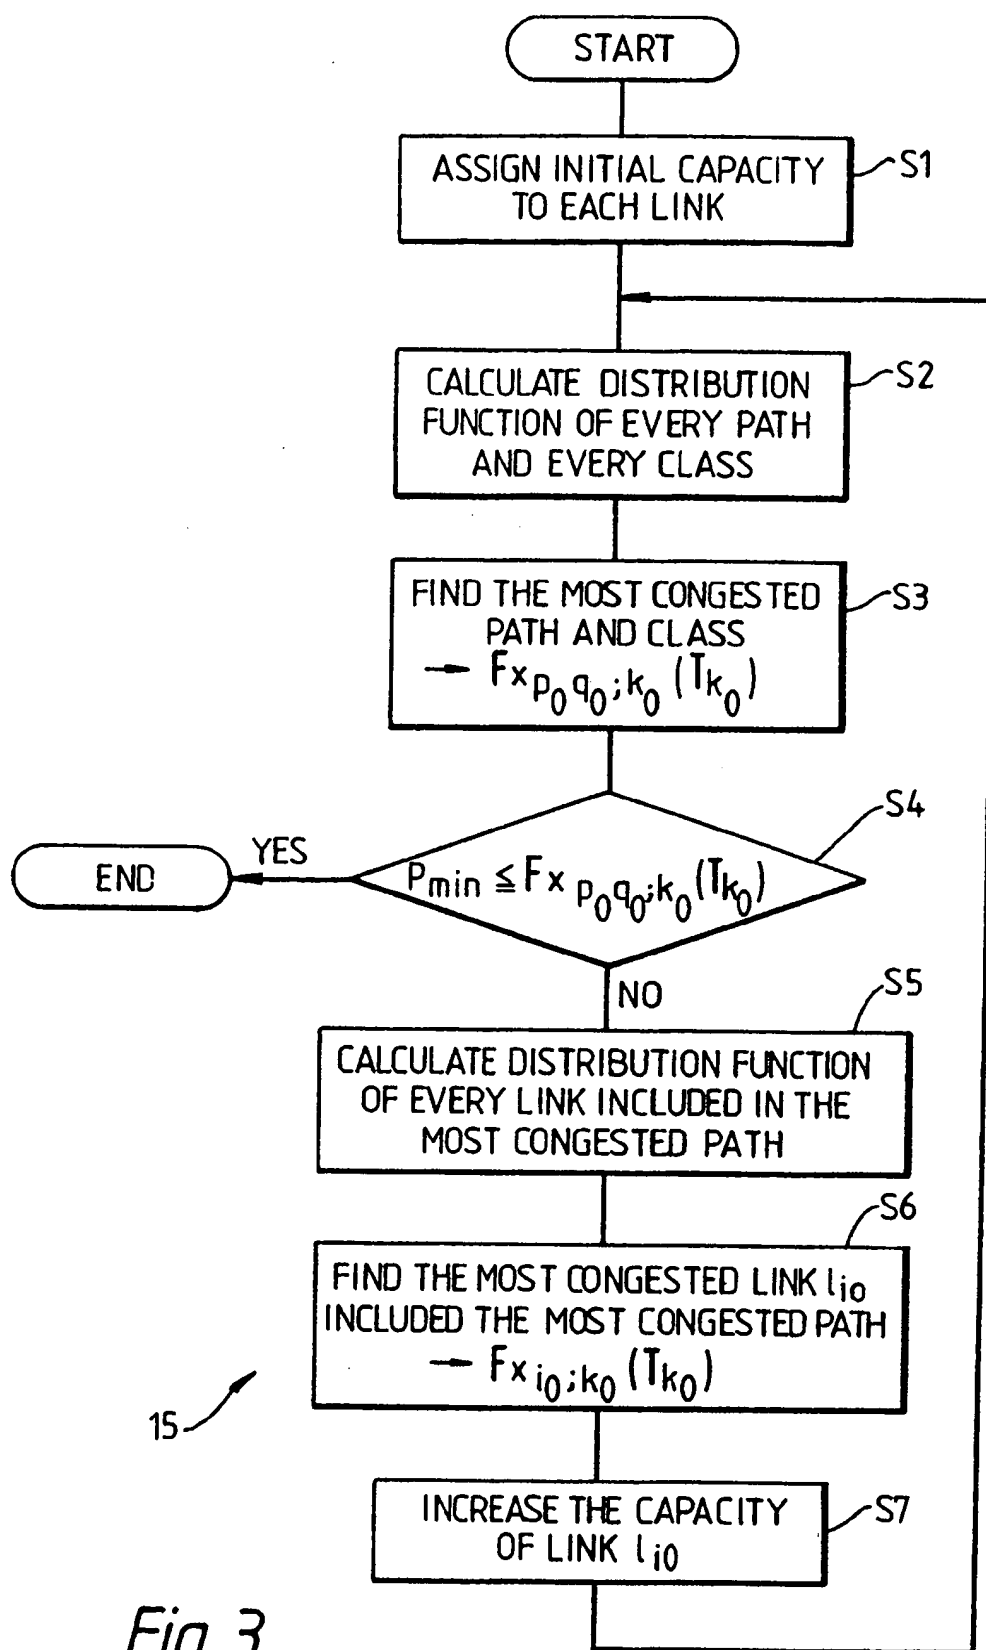 START
ASSIGN INITIAL CAPACITY
TO EACH LINK
S1
CALCULATE DISTRIBUTION
FUNCTION OF EVERY PATH
AND EVERY CLASS
S2
FIND THE MOST CONGESTED
PATH AND CLASS
→ Fx p₀q₀;k₀ (Tk₀)
S3
S4
END
YES
Pmin ≦ Fx p₀q₀;k₀ (Tk₀)
NO
S5
CALCULATE DISTRIBUTION FUNCTION
OF EVERY LINK INCLUDED IN THE
MOST CONGESTED PATH
S6
FIND THE MOST CONGESTED LINK lio
INCLUDED THE MOST CONGESTED PATH
→ Fx i₀;k₀ (Tk₀)
15
INCREASE THE CAPACITY
OF LINK li0
S7
Fig 3